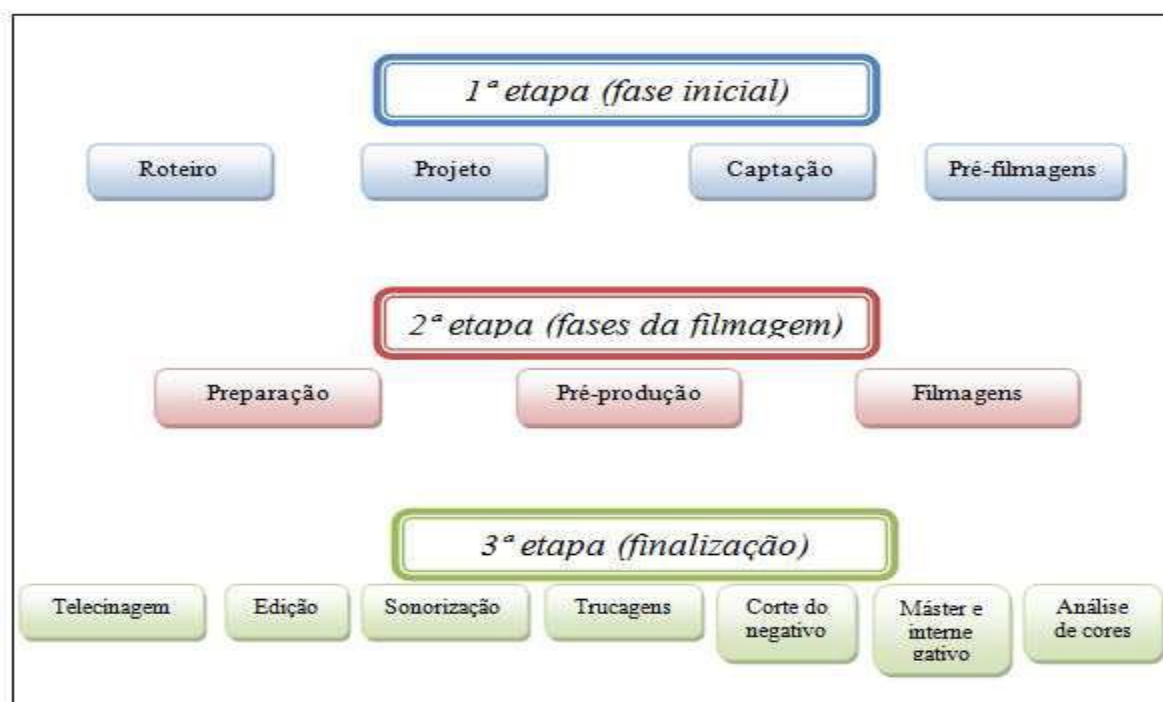 1ª etapa (fase inicial)
Roteiro
Projeto
Captação
Pré-filmagens
2ª etapa (fases da filmagem)
Preparação
Pré-produção
Filmagens
3ª etapa (finalização)
Telecinagem
Edição
Sonorização
Trucagens
Corte do
negativo
Máster e
interne
gativo
Análise
de cores